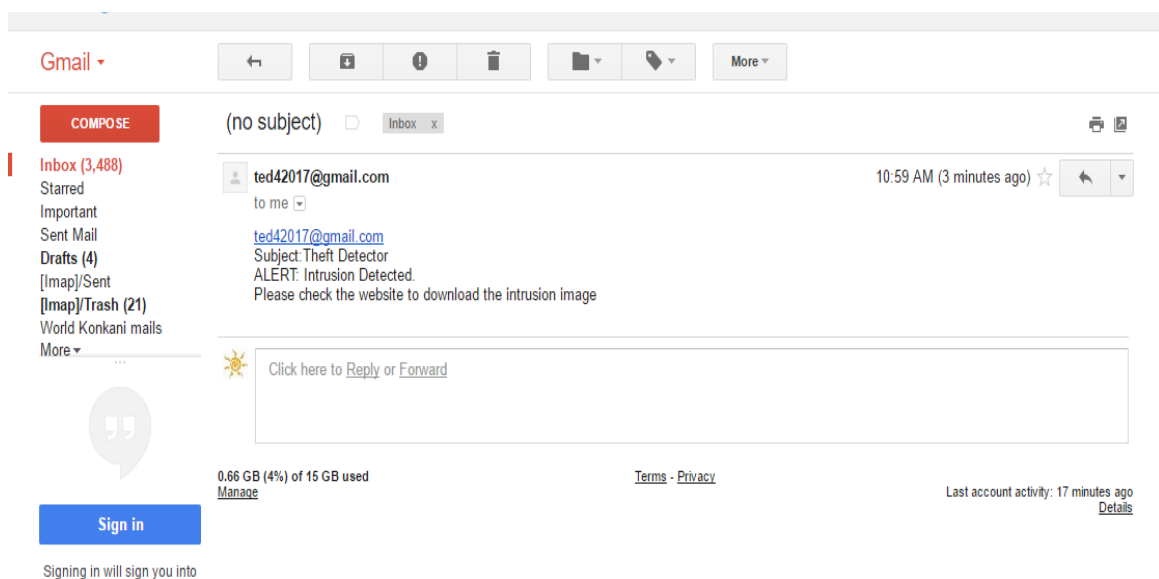 Gmail
More
COMPOSE
(no subject)
Inbox x
Inbox (3,488)
Starred
Important
Sent Mail
Drafts (4)
[Imap]/Sent
[Imap]/Trash (21)
World Konkani mails
More
ted42017@gmail.com
10:59 AM (3 minutes ago)
to me
ted42017@gmail.com
Subject:Theft Detector
ALERT: Intrusion Detected.
Please check the website to download the intrusion image
Click here to Reply or Forward
0.66 GB (4%) of 15 GB used
Manage
Terms - Privacy
Last account activity: 17 minutes ago
Details
Sign in
Signing in will sign you into